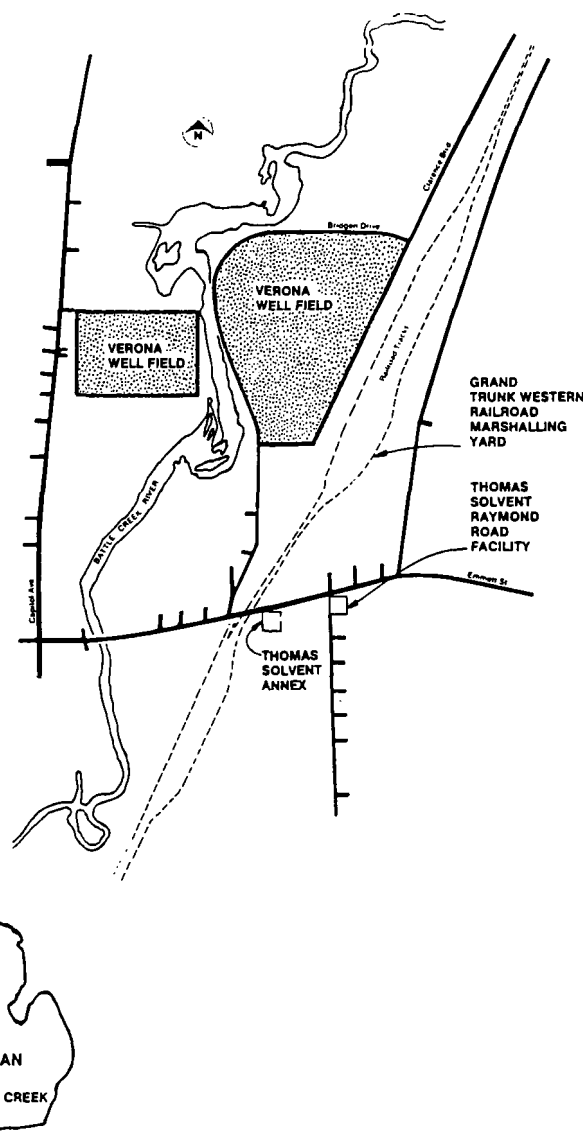 N
Clarence Blvd
Bridgen Drive
VERONA
WELL FIELD
VERONA
WELL FIELD
Railroad Tracks
GRAND
TRUNK WESTERN
RAILROAD
MARSHALLING
YARD
THOMAS
SOLVENT
RAYMOND
ROAD
FACILITY
BATTLE CREEK RIVER
Capitol Ave
Emmett St
THOMAS
SOLVENT
ANNEX
AN
CREEK